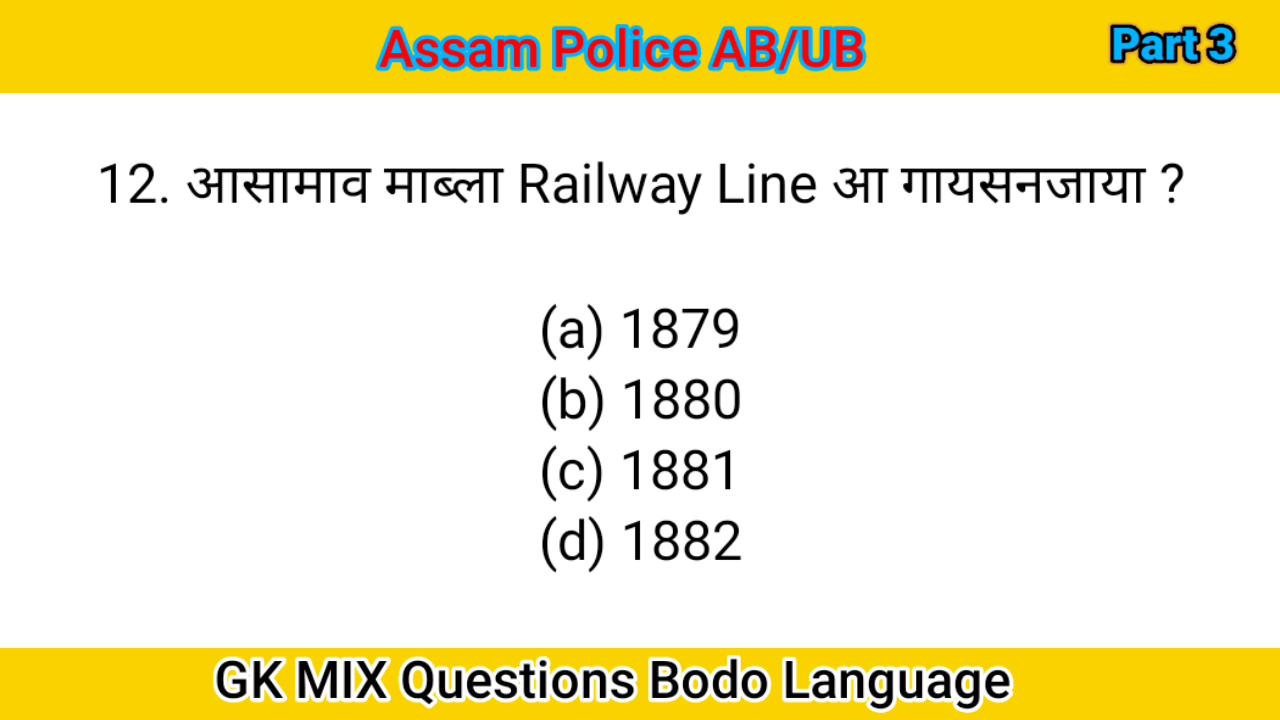 Assam Police AB/UB
Part 3
12. आसामाव माब्ला Railway Line आ गायसनजाया ?
(a) 1879
(b) 1880
(c) 1881
(d) 1882
GK MIX Questions Bodo Language